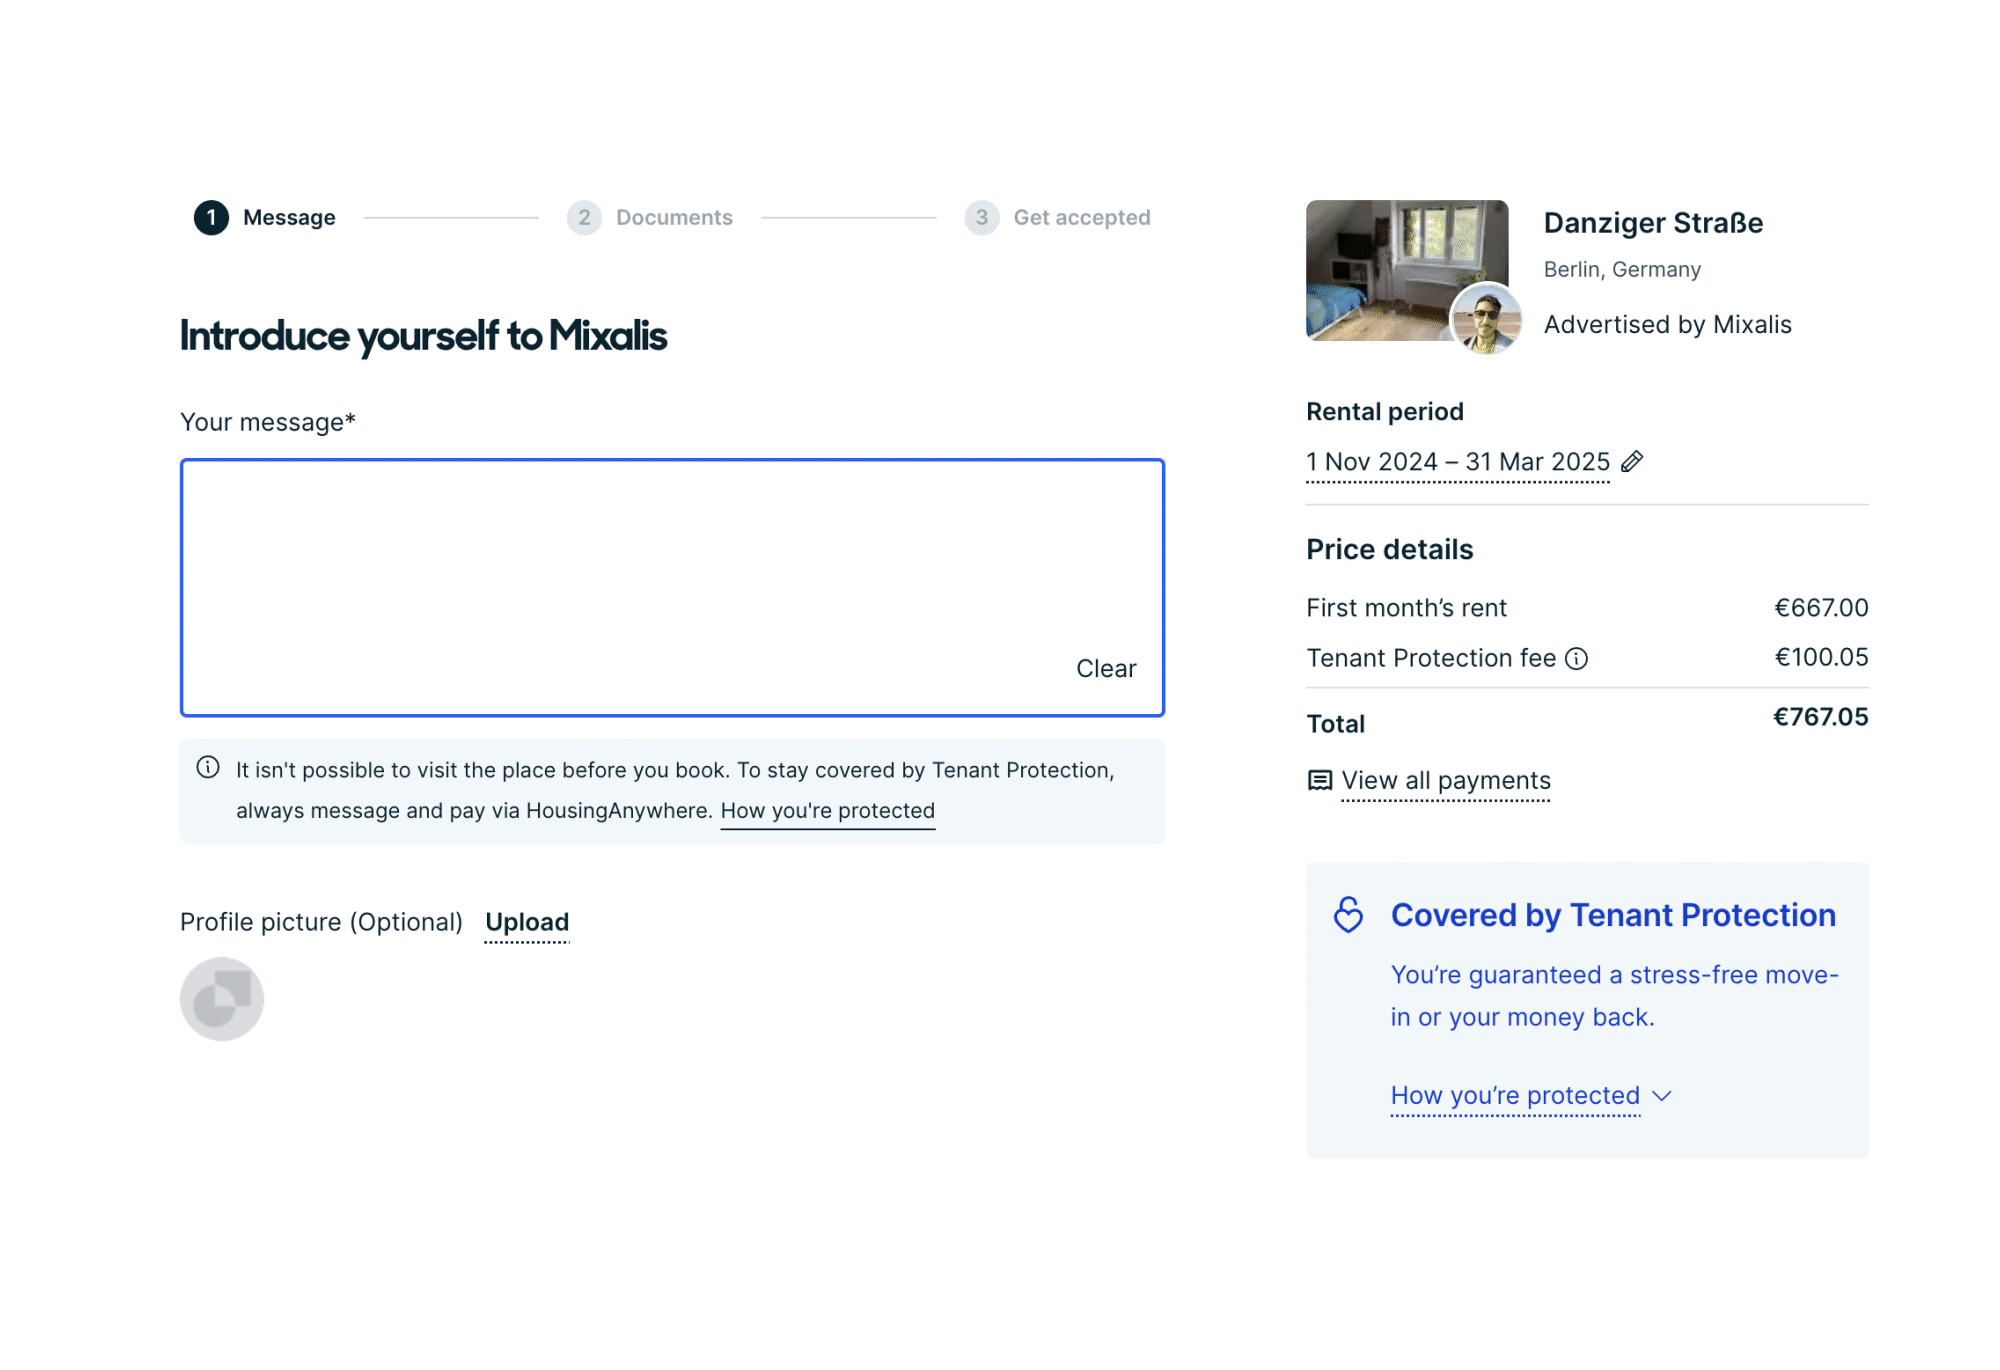 1 Message
2 Documents
3 Get accepted
Introduce yourself to Mixalis
Your message*
Clear
It isn't possible to visit the place before you book. To stay covered by Tenant Protection,
always message and pay via HousingAnywhere. How you're protected
Profile picture (Optional) Upload
Danziger Straße
Berlin, Germany
Advertised by Mixalis
Rental period
1 Nov 2024 – 31 Mar 2025
Price details
First month’s rent €667.00
Tenant Protection fee €100.05
Total €767.05
View all payments
Covered by Tenant Protection
You’re guaranteed a stress-free move-
in or your money back.
How you’re protected